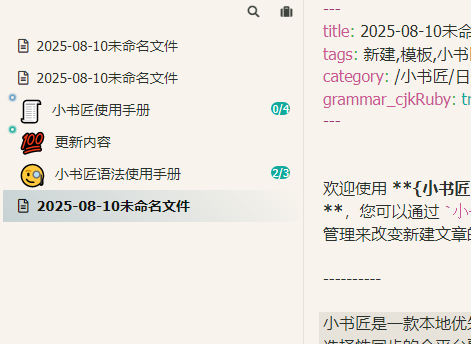 2025-08-10未命名文件
2025-08-10未命名文件
小书匠使用手册 0/4
更新内容
小书匠语法使用手册 2/3
2025-08-10未命名文件
---
title: 2025-08-10未命
tags: 新建,模板,小书
category: /小书匠/日
grammar_cjkRuby: tr
---
欢迎使用 **{小书匠
**，您可以通过 `小
管理来改变新建文章的
----------
小书匠是一款本地优先